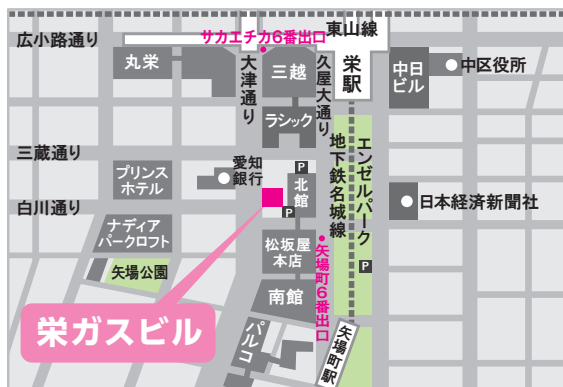 東山線
広小路通り
サカエチカ6番出口
丸栄
大津通り
三越
久屋大通り
栄駅
中日
ビル
中区役所
ラシック
三蔵通り
プリンス
ホテル
愛知
銀行
P
北館
地下鉄名城線
エンゼルパーク
P
白川通り
P
日本経済新聞社
ナディア
パークロフト
松坂屋
本店
矢場町6番出口
P
矢場公園
南館
栄ガスビル
パルコ
矢場町駅